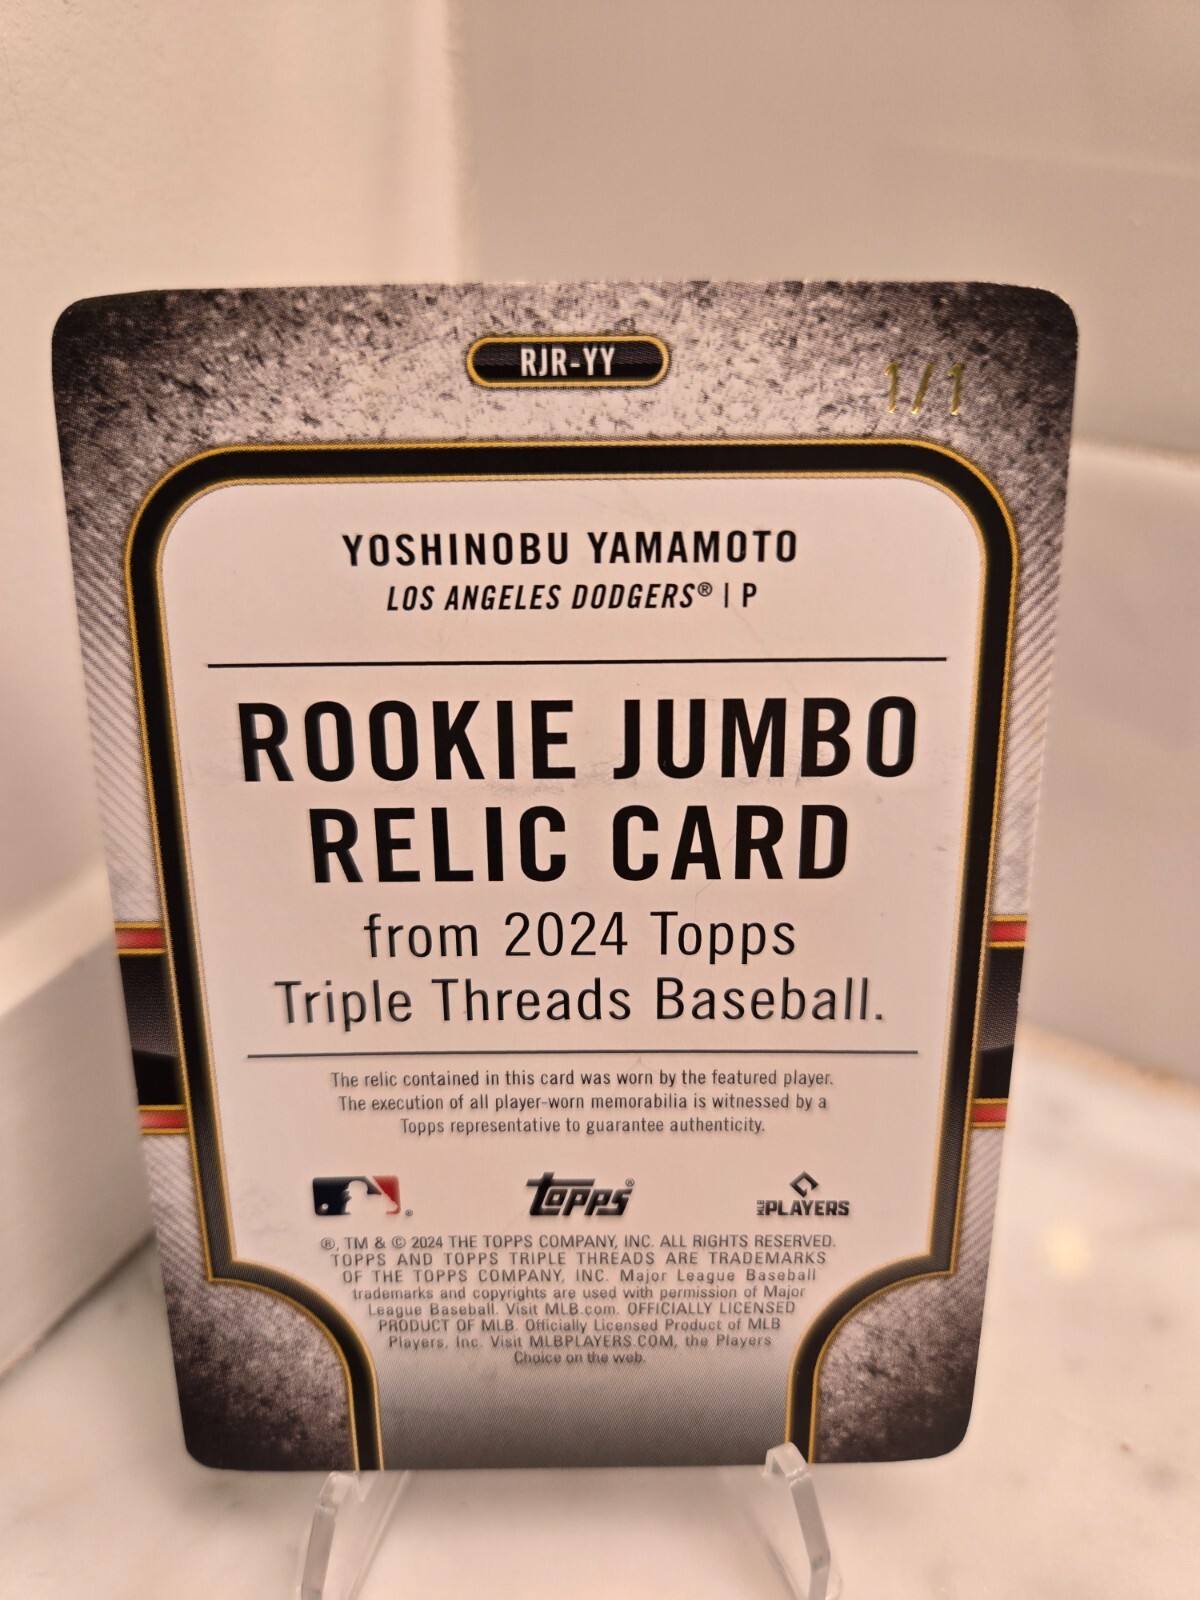 RJR-YY
1/1
YOSHINOBU YAMAMOTO
LOS ANGELES DODGERS® | P
ROOKIE JUMBO
RELIC CARD
from 2024 Topps
Triple Threads Baseball.
The relic contained in this card was worn by the featured player.
The execution of all player-worn memorabilia is witnessed by a
Topps representative to guarantee authenticity.
topps®
MLB PLAYERS
®, TM & © 2024 THE TOPPS COMPANY, INC. ALL RIGHTS RESERVED.
TOPPS AND TOPPS TRIPLE THREADS ARE TRADEMARKS
OF THE TOPPS COMPANY, INC. Major League Baseball
trademarks and copyrights are used with permission of Major
League Baseball. Visit MLB.com. OFFICIALLY LICENSED
PRODUCT OF MLB. Officially Licensed Product of MLB
Players, Inc. Visit MLBPLAYERS.COM, the Players
Choice on the web.